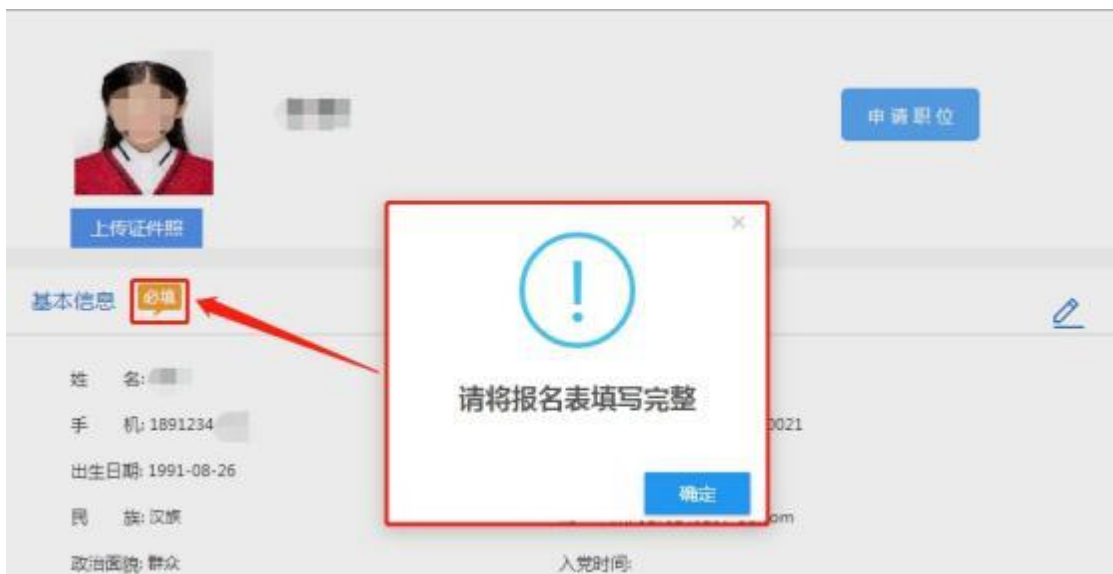 申请职位
上传证件照
基本信息 必填
请将报名表填写完整
姓 名:
手 机: 1891234
0021
出生日期: 1991-08-26
确定
民 族: 汉族
om
政治面貌: 群众
入党时间: